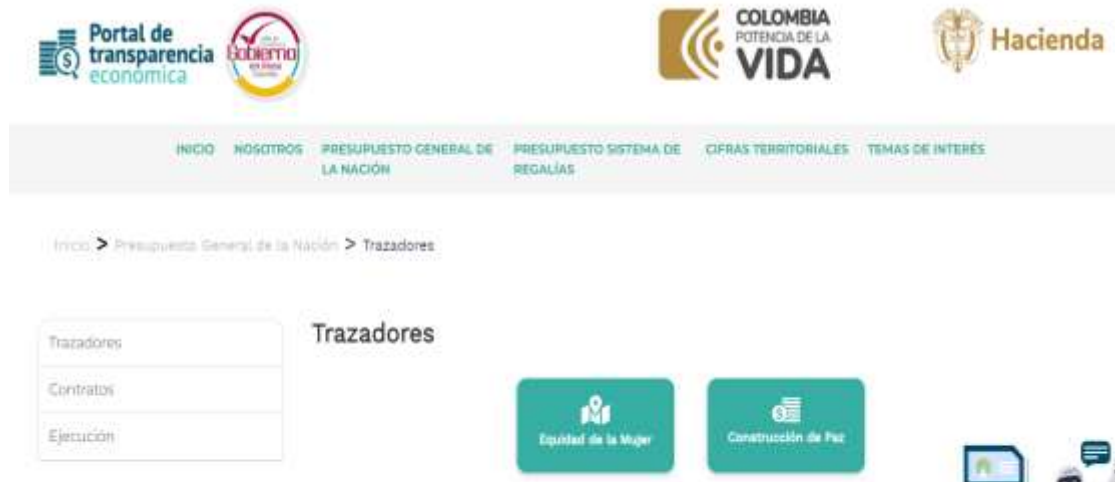 Portal de
transparencia
económica
Gobierno
en línea
COLOMBIA
POTENCIA DE LA
VIDA
Hacienda
INICIO NOSOTROS PRESUPUESTO GENERAL DE LA NACIÓN PRESUPUESTO SISTEMA DE REGALÍAS CIFRAS TERRITORIALES TEMAS DE INTERÉS
Inicio > Presupuesto General de la Nación > Trazadores
Trazadores
Contratos
Ejecución
Trazadores
Equidad de la Mujer
Construcción de Paz